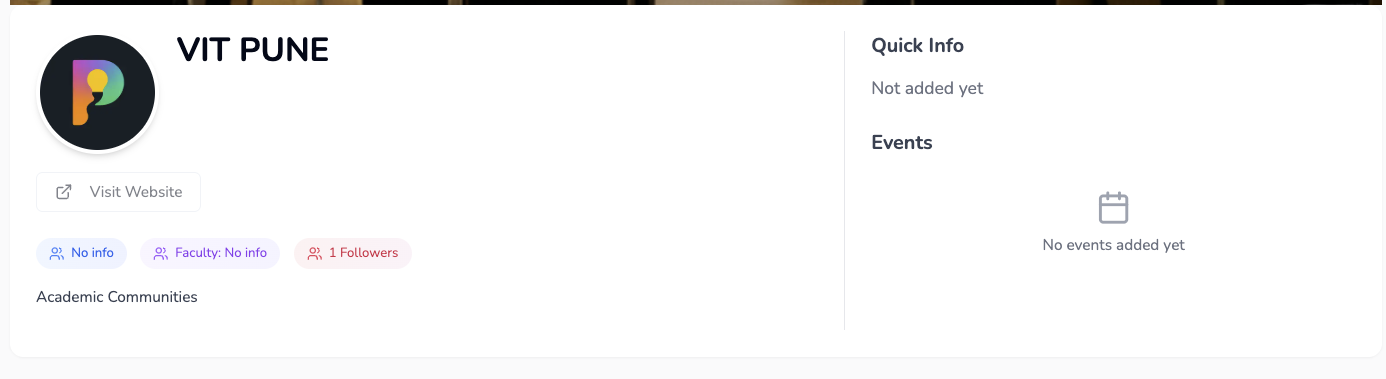 VIT PUNE
Visit Website
No info
Faculty: No info
1 Followers
Academic Communities
Quick Info
Not added yet
Events
No events added yet